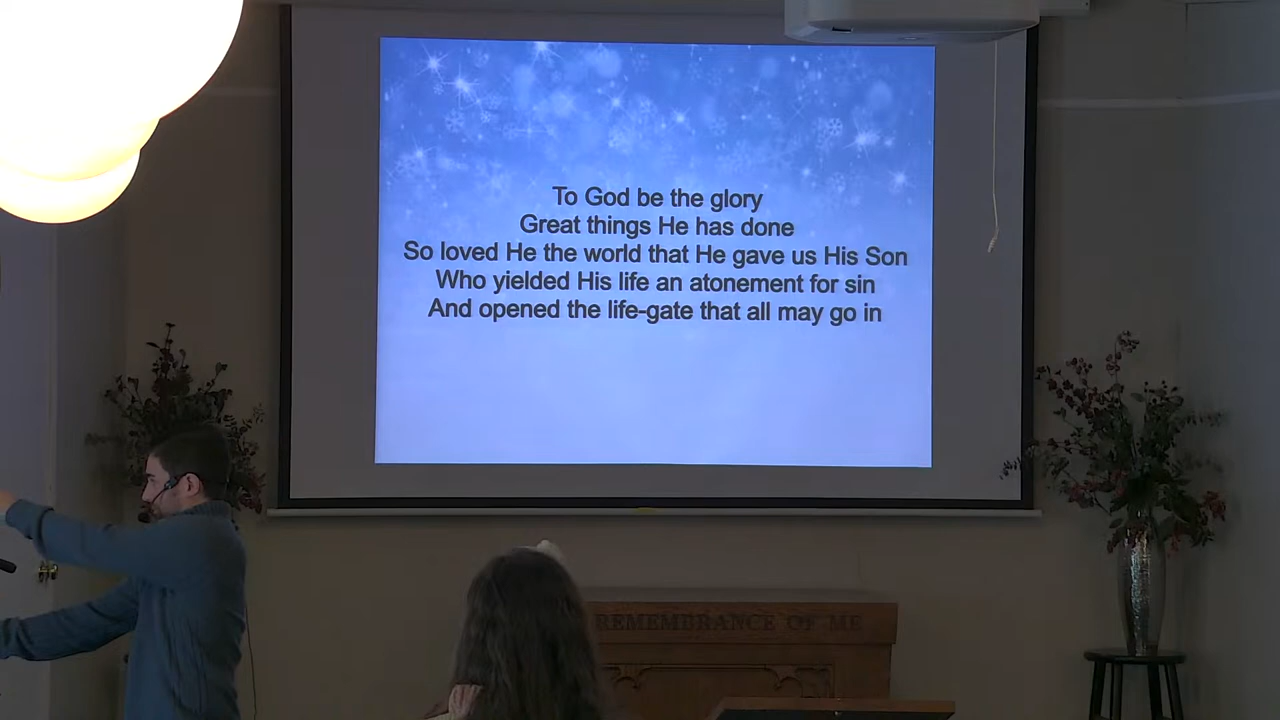 To God be the glory
Great things He has done
So loved He the world that He gave us His Son
Who yielded His life an atonement for sin
And opened the life-gate that all may go in
REMEMBRANCE OF ME